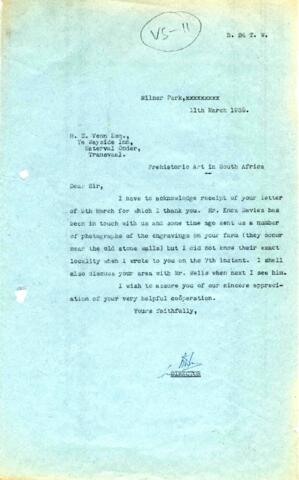 VS-11
B. 24 T. W.
Milner Park, xxxxxxxxx
11th March 1936.
H. E. Venn Esq.,
Ye Wayside Inn,
Waterval Onder,
Transvaal.
Prehistoric Art in South Africa
Dear Sir,
I have to acknowledge receipt of your letter
of 8th March for which I thank you. Mr. Enos Davies has
been in touch with us and some time ago sent us a number
of photographs of the engravings on your farm (they occur
near the old stone walls) but I did not know their exact
locality when I wrote to you on the 7th instant. I shall
also discuss your area with Mr. Wells when next I see him.
I wish to assure you of our sincere appreci-
ation of your very helpful coöperation.
Yours faithfully,
DIRECTOR